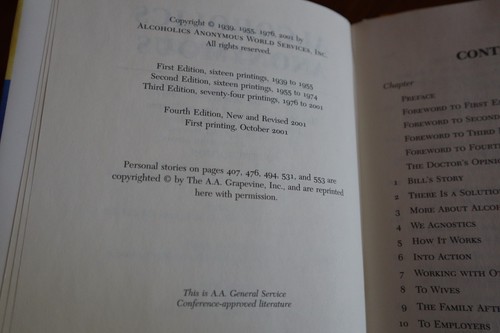 Copyright © 1939, 1955, 1976, 2001 by
ALCOHOLICS ANONYMOUS WORLD SERVICES, INC.
All rights reserved.
First Edition, sixteen printings, 1939 to 1955
Second Edition, sixteen printings, 1955 to 1974
Third Edition, seventy-four printings, 1976 to 2001
Fourth Edition, New and Revised 2001
First printing, October 2001
Personal stories on pages 407, 476, 494, 531, and 553 are
copyrighted © by The A.A. Grapevine, Inc., and are reprinted
here with permission.
This is A.A. General Service
Conference-approved literature
CONT
Chapter
PREFACE
FOREWORD TO FIRST E
FOREWORD TO SECOND
FOREWORD TO THIRD
FOREWORD TO FOURT
THE DOCTOR'S OPINI
1 BILL'S STORY
2 THERE IS A SOLUTIO
3 MORE ABOUT ALCO
4 WE AGNOSTICS
5 HOW IT WORKS
6 INTO ACTION
7 WORKING WITH OT
8 TO WIVES
9 THE FAMILY AFT
10 TO EMPLOYERS